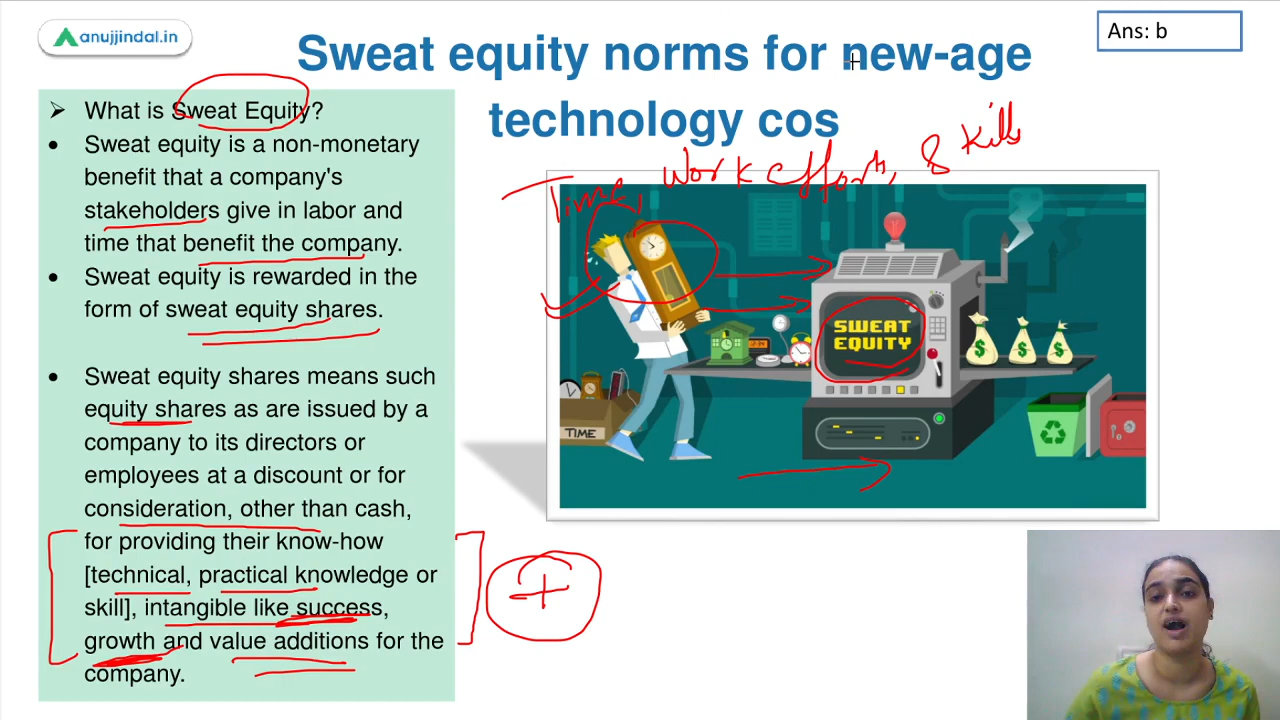 anujjindal.in
Ans: b
Sweat equity norms for new-age
technology cos
➢ What is Sweat Equity?
• Sweat equity is a non-monetary
benefit that a company's
stakeholders give in labor and
time that benefit the company.
• Sweat equity is rewarded in the
form of sweat equity shares.
• Sweat equity shares means such
equity shares as are issued by a
company to its directors or
employees at a discount or for
consideration, other than cash,
for providing their know-how
[technical, practical knowledge or
skill], intangible like success,
growth and value additions for the
company.
Time, work efforts, skills
SWEAT
EQUITY
TIME